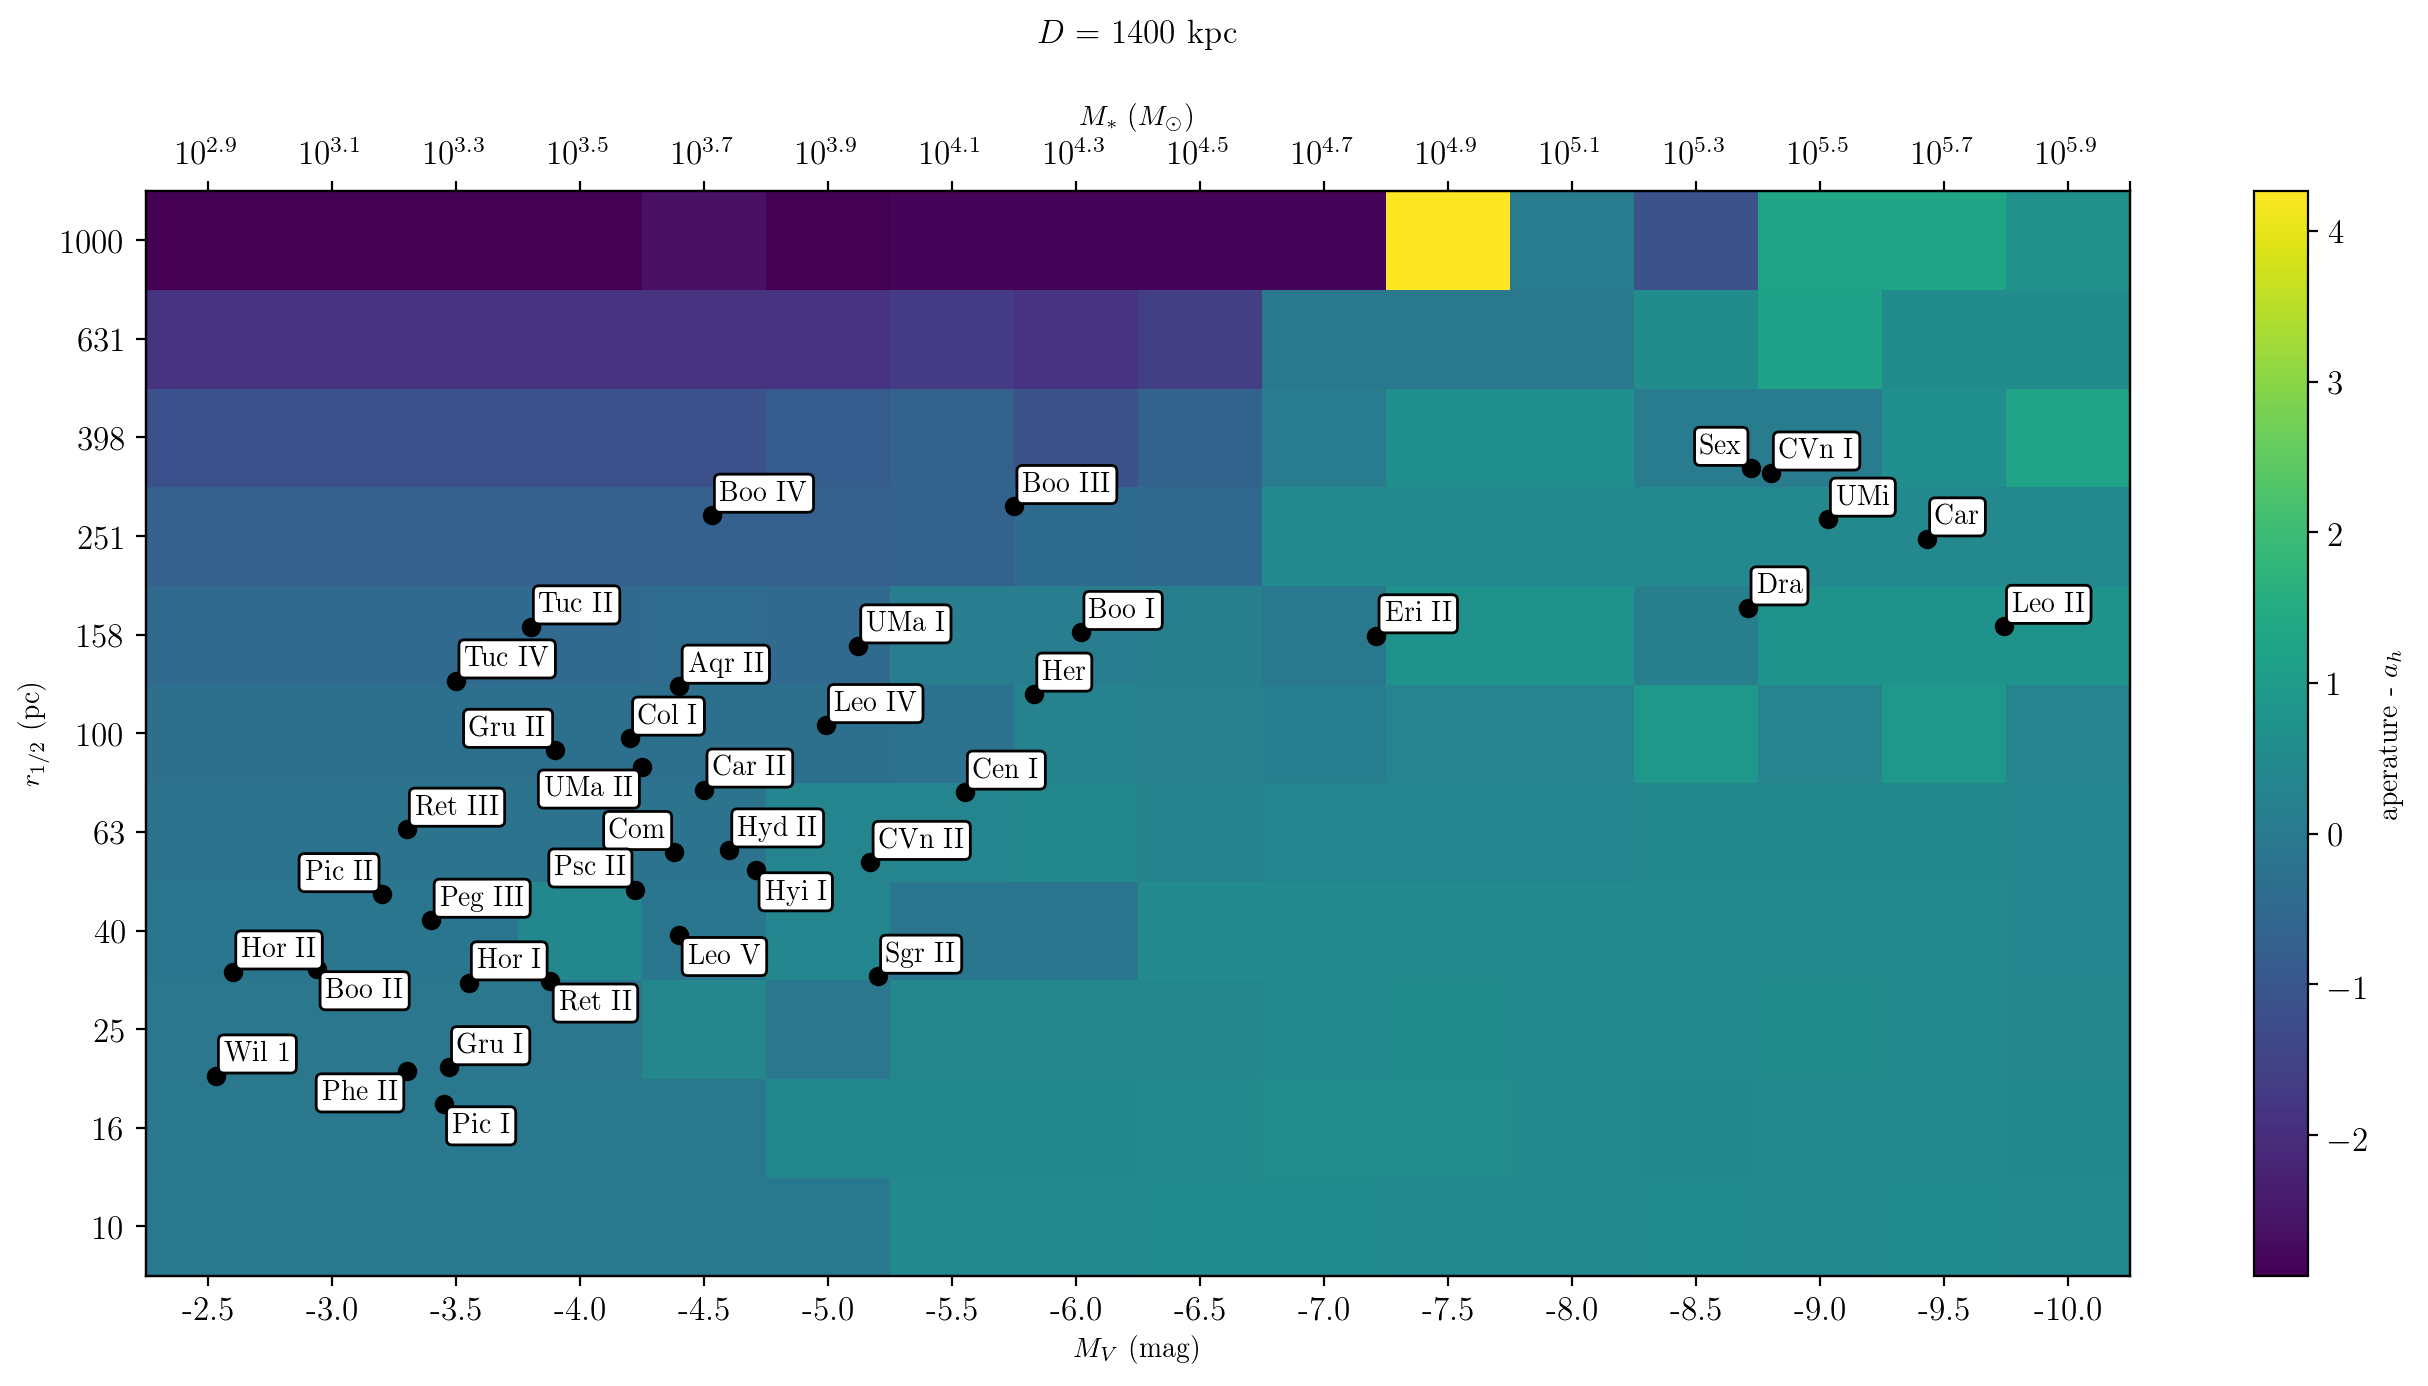 D = 1400 kpc
M* (M⊙)
10^2.9 10^3.1 10^3.3 10^3.5 10^3.7 10^3.9 10^4.1 10^4.3 10^4.5 10^4.7 10^4.9 10^5.1 10^5.3 10^5.5 10^5.7 10^5.9
1000
631
398
251
158
100
63
40
25
16
10
r1/2 (pc)
Sex
CVn I
Boo IV
Boo III
UMi
Car
Dra
Tuc II
UMa I
Boo I
Eri II
Leo II
Tuc IV
Aqr II
Her
Gru II
Col I
Leo IV
UMa II
Car II
Cen I
Ret III
Com
Hyd II
CVn II
Pic II
Psc II
Peg III
Hyi I
Hor II
Hor I
Leo V
Sgr II
Boo II
Ret II
Wil 1
Gru I
Phe II
Pic I
-2.5 -3.0 -3.5 -4.0 -4.5 -5.0 -5.5 -6.0 -6.5 -7.0 -7.5 -8.0 -8.5 -9.0 -9.5 -10.0
MV (mag)
4
3
2
1
0
−1
−2
aperature - ah